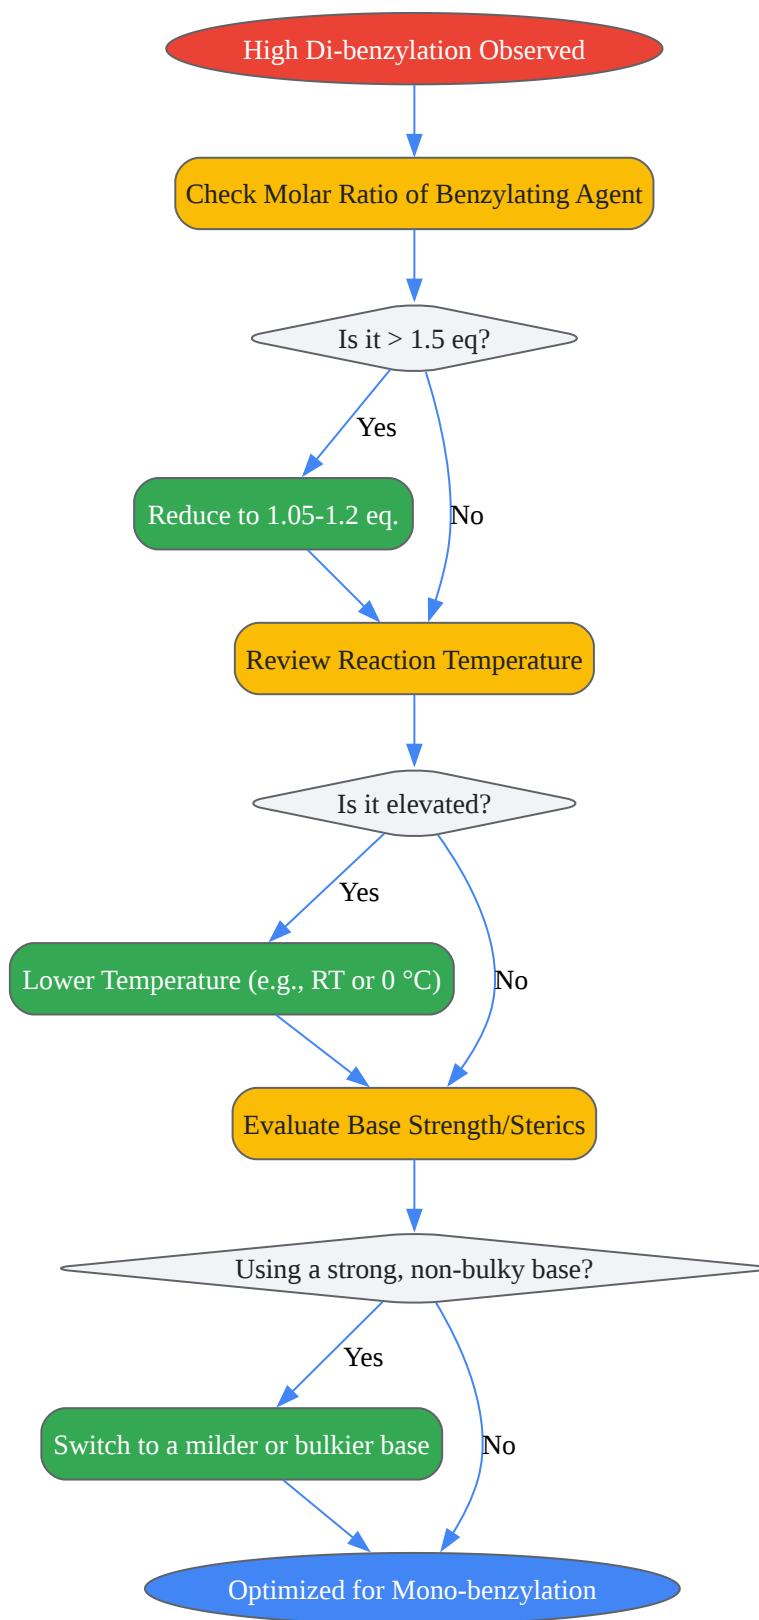 High Di-benzylation Observed
Check Molar Ratio of Benzylating Agent
Is it > 1.5 eq?
Yes
Reduce to 1.05-1.2 eq.
No
Review Reaction Temperature
Is it elevated?
Yes
Lower Temperature (e.g., RT or 0 °C)
No
Evaluate Base Strength/Sterics
Using a strong, non-bulky base?
Yes
Switch to a milder or bulkier base
No
Optimized for Mono-benzylation